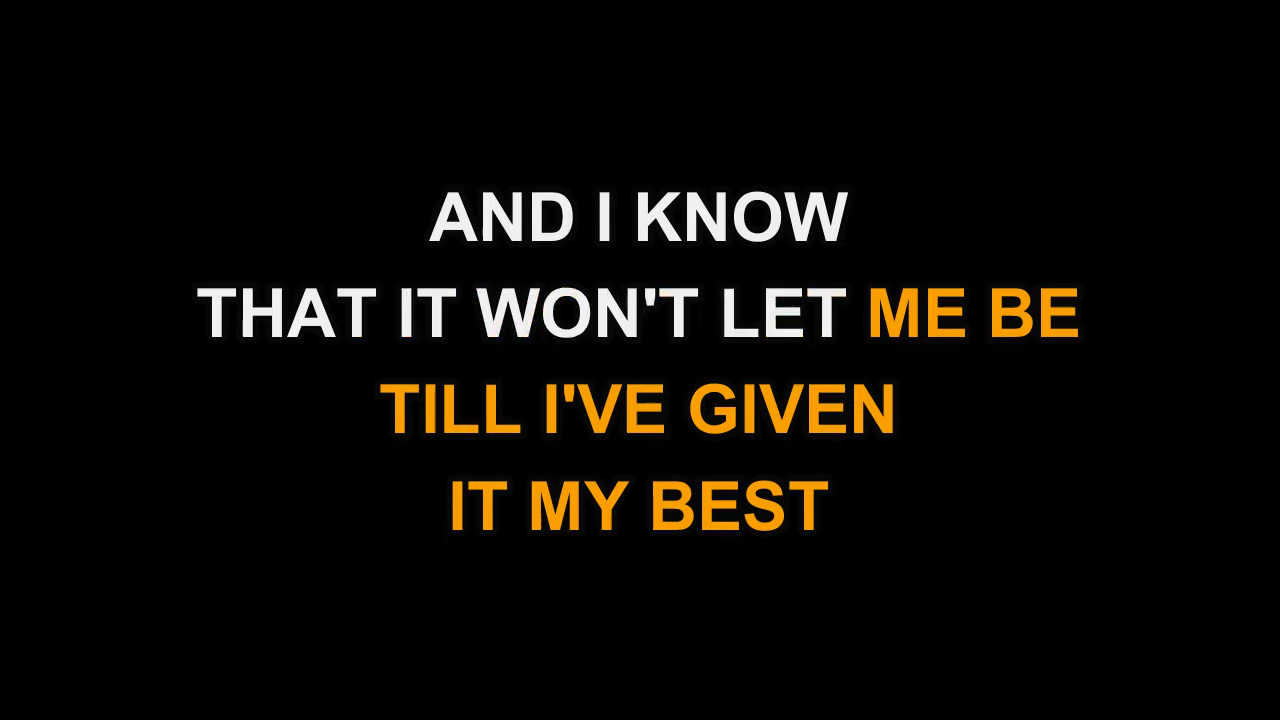 AND I KNOW
THAT IT WON'T LET ME BE
TILL I'VE GIVEN
IT MY BEST